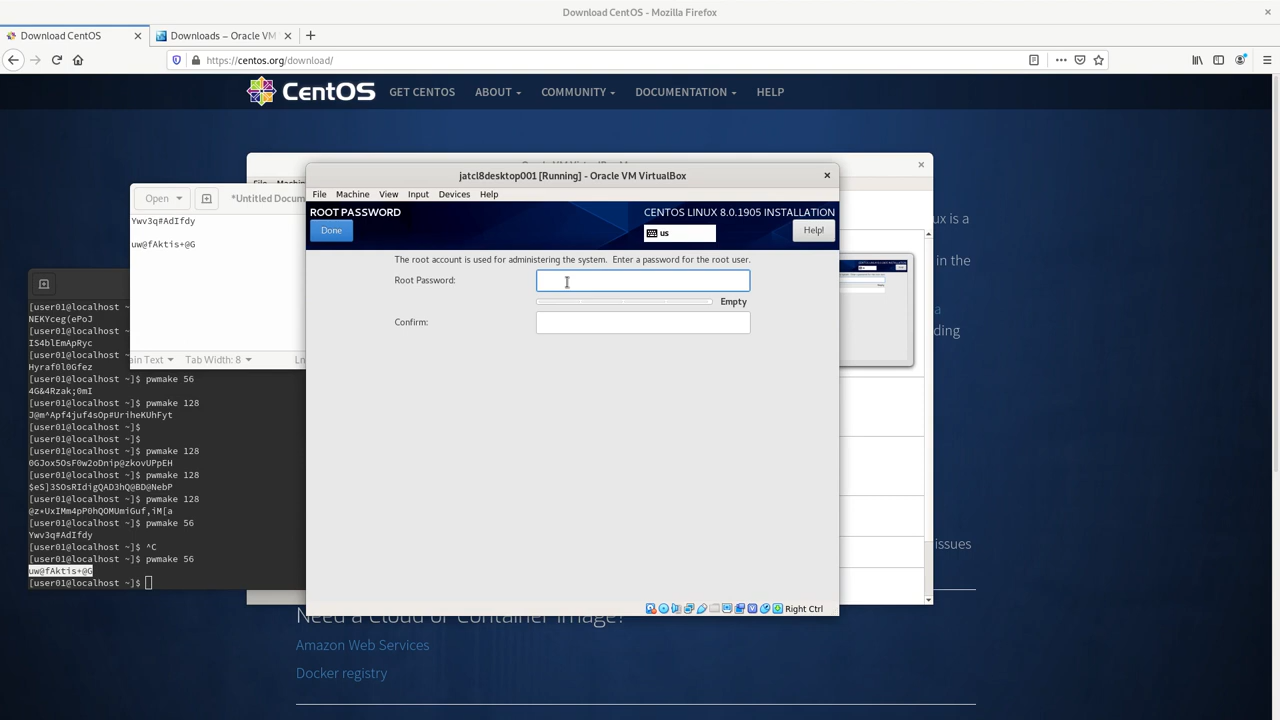 Download CentOS - Mozilla Firefox
Download CentOS
Downloads – Oracle VM
https://centos.org/download/
CentOS
GET CENTOS
ABOUT
COMMUNITY
DOCUMENTATION
HELP
jatcl8desktop001 [Running] - Oracle VM VirtualBox
File Machine View Input Devices Help
ROOT PASSWORD
CENTOS LINUX 8.0.1905 INSTALLATION
Done
us
Help!
The root account is used for administering the system. Enter a password for the root user.
Root Password:
Empty
Confirm:
Right Ctrl
Open
*Untitled Docum
Ywv3q#AdIfdy
uw@fAktis+@G
ain Text
Tab Width: 8
Ln
[user01@localhost ~]$
NEKYceg(ePoJ
[user01@localhost ~]$
IS4blEmApRyc
[user01@localhost ~]$
Hyraf0l0Gfez
[user01@localhost ~]$ pwmake 56
4G&4Rzak;0mI
[user01@localhost ~]$ pwmake 128
J@m^Apf4juf4sOp#UriheKUhFyt
[user01@localhost ~]$
[user01@localhost ~]$
[user01@localhost ~]$ pwmake 128
0GJox5OsF0w2oDnip@zkovUPpEH
[user01@localhost ~]$ pwmake 128
$eS]3SOsRIdigQAD3hQ@BD@NebP
[user01@localhost ~]$ pwmake 128
@z*UxIMm4pP0hQOMUmiGuf,iM[a
[user01@localhost ~]$ pwmake 56
Ywv3q#AdIfdy
[user01@localhost ~]$ ^C
[user01@localhost ~]$ pwmake 56
uw@fAktis+@G
[user01@localhost ~]$
ux is a
in the
a
ding
issues
Need a Cloud or Container image?
Amazon Web Services
Docker registry